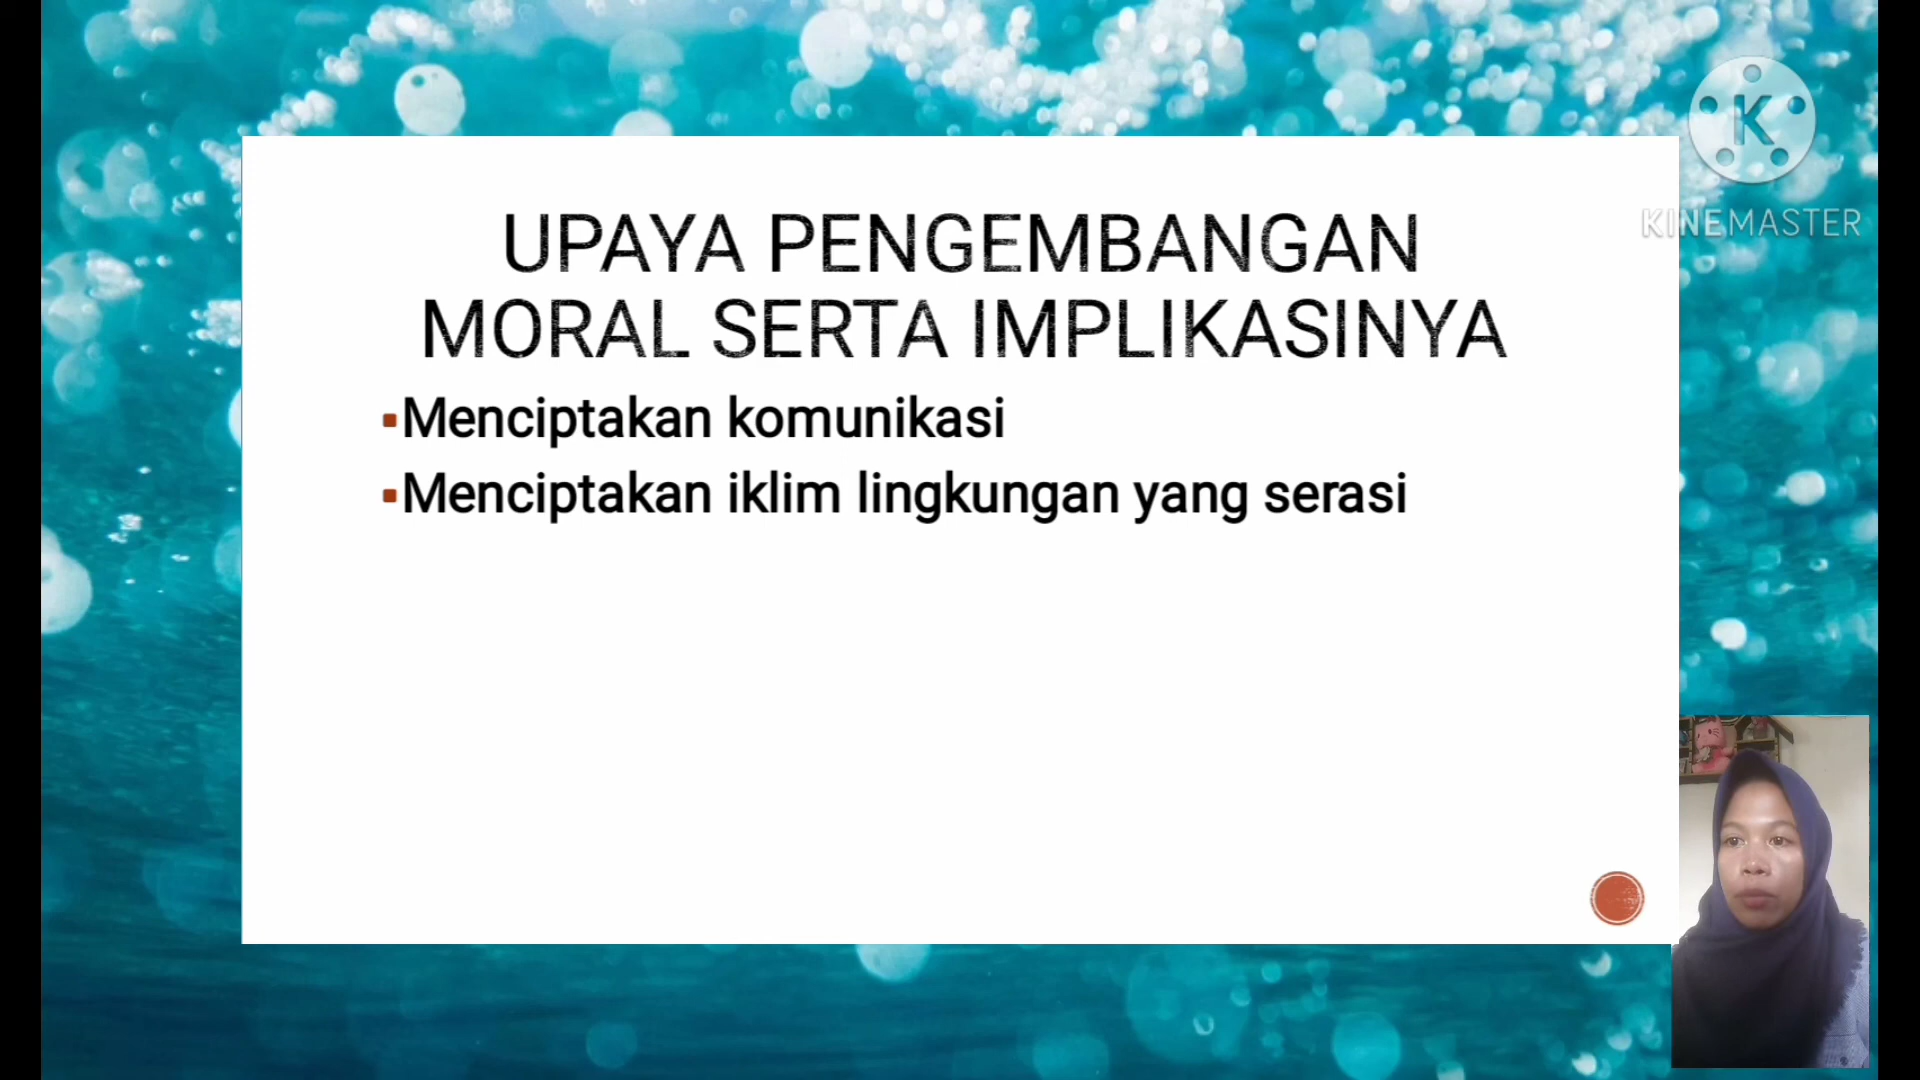 UPAYA PENGEMBANGAN
MORAL SERTA IMPLIKASINYA
▪Menciptakan komunikasi
▪Menciptakan iklim lingkungan yang serasi
K
KINEMASTER